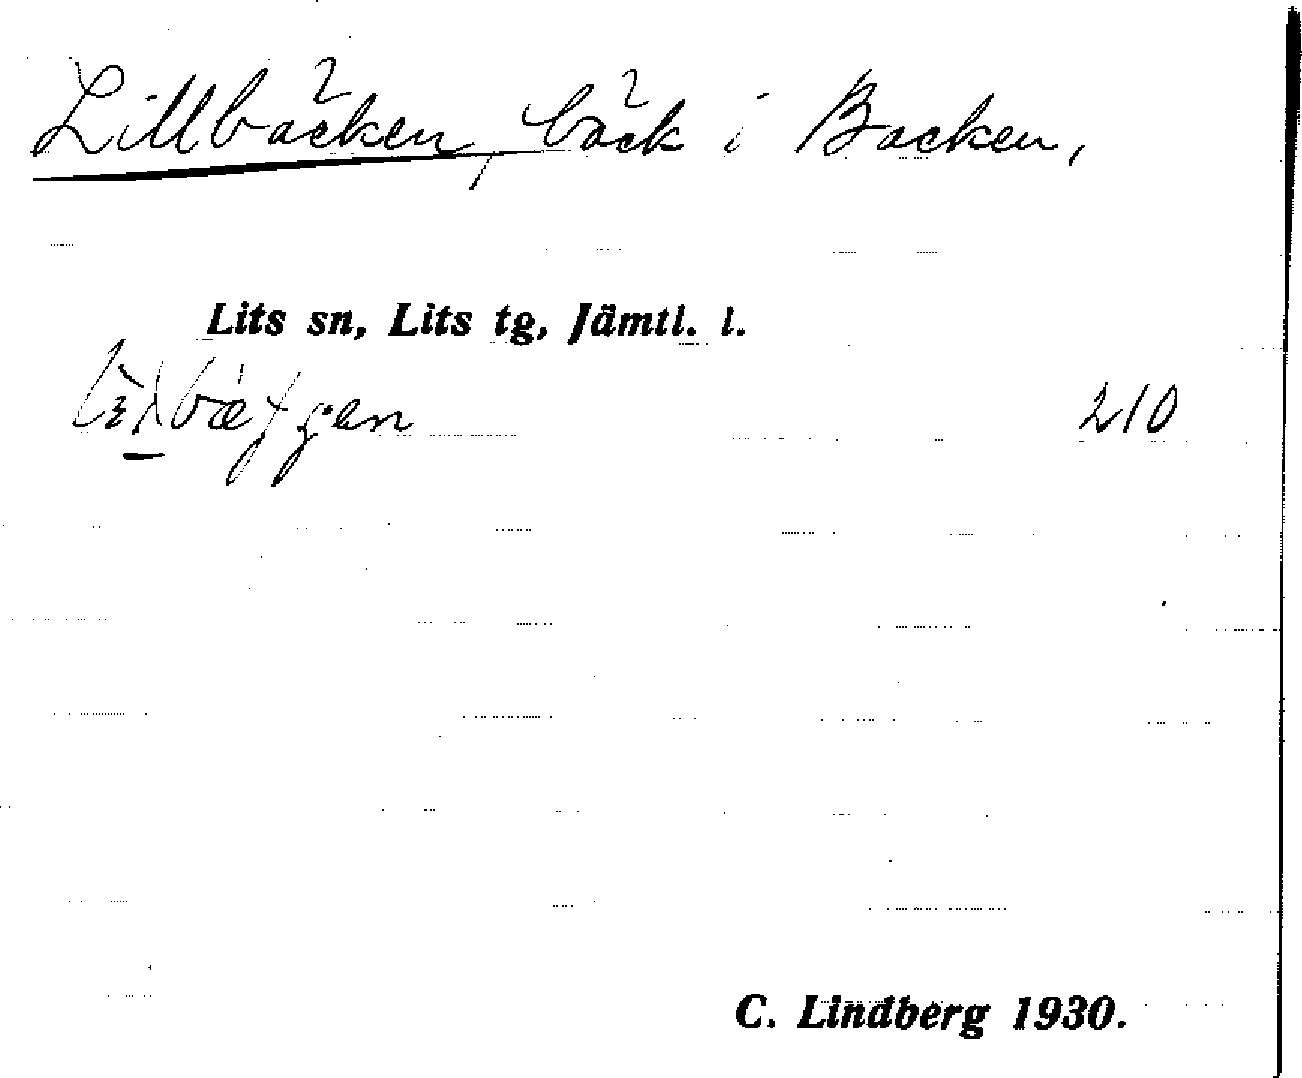 Lillbäcken, bäck i Backen,
Lits sn, Lits tg, Jämtl. l.
210
C. Lindberg 1930.